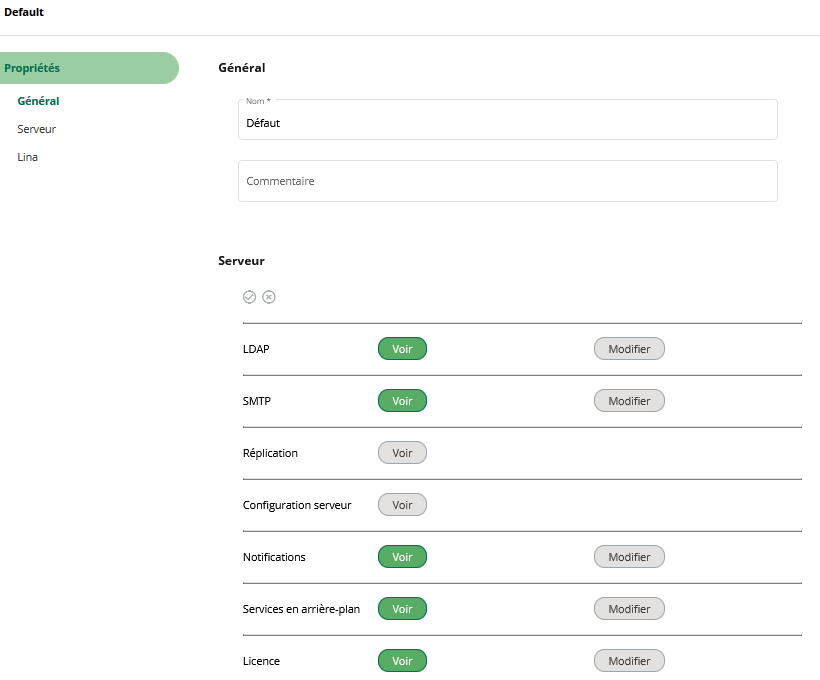 Default
Propriétés
Général
Serveur
Lina
Général
Nom *
Défaut
Commentaire
Serveur
LDAP Voir Modifier
SMTP Voir Modifier
Réplication Voir
Configuration serveur Voir
Notifications Voir Modifier
Services en arrière-plan Voir Modifier
Licence Voir Modifier